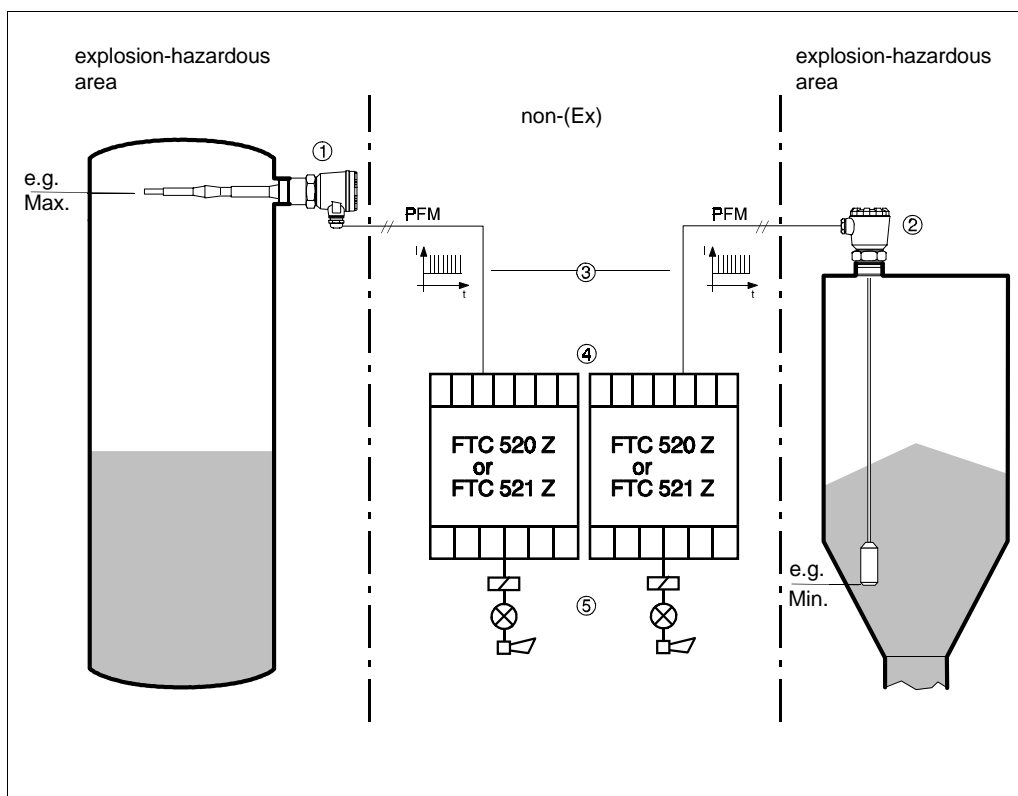 explosion-hazardous
area
non-(Ex)
explosion-hazardous
area
①
e.g.
Max.
PFM
PFM
②
I
t
③
I
t
④
FTC 520 Z
or
FTC 521 Z
FTC 520 Z
or
FTC 521 Z
e.g.
Min.
⑤